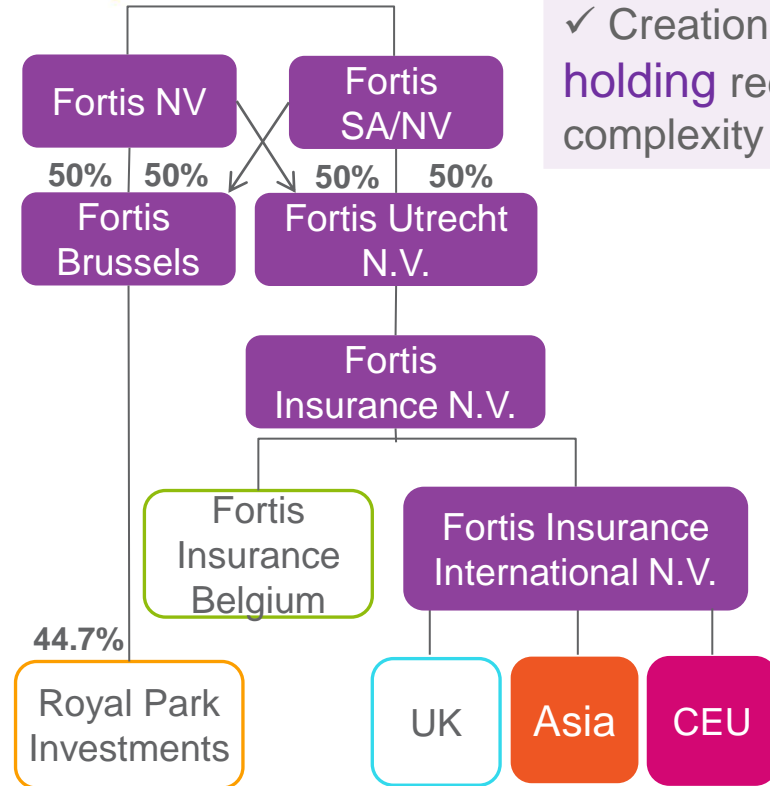 ✓ Creation
holding
complexity
Fortis NV
Fortis
SA/NV
50% 50% 50% 50%
Fortis
Brussels
Fortis Utrecht
N.V.
Fortis
Insurance N.V.
Fortis
Insurance
Belgium
Fortis Insurance
International N.V.
44.7%
Royal Park
Investments
UK
Asia
CEU